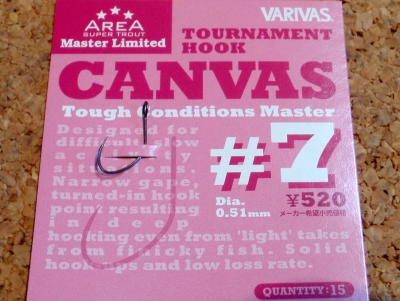 AREA
SUPER TROUT
Master Limited
VARIVAS.
TOURNAMENT
HOOK
CANVAS
Tough Conditions Master
Designed for
difficult, low
activity
situations.
Narrow gape,
turned-in hook
point resulting
in deep
hooking even from 'light' takes
from finicky fish. Solid
hook ups and low loss rate.
#7
Dia.
0.51mm
¥520
メーカー希望小売価格
QUANTITY:15